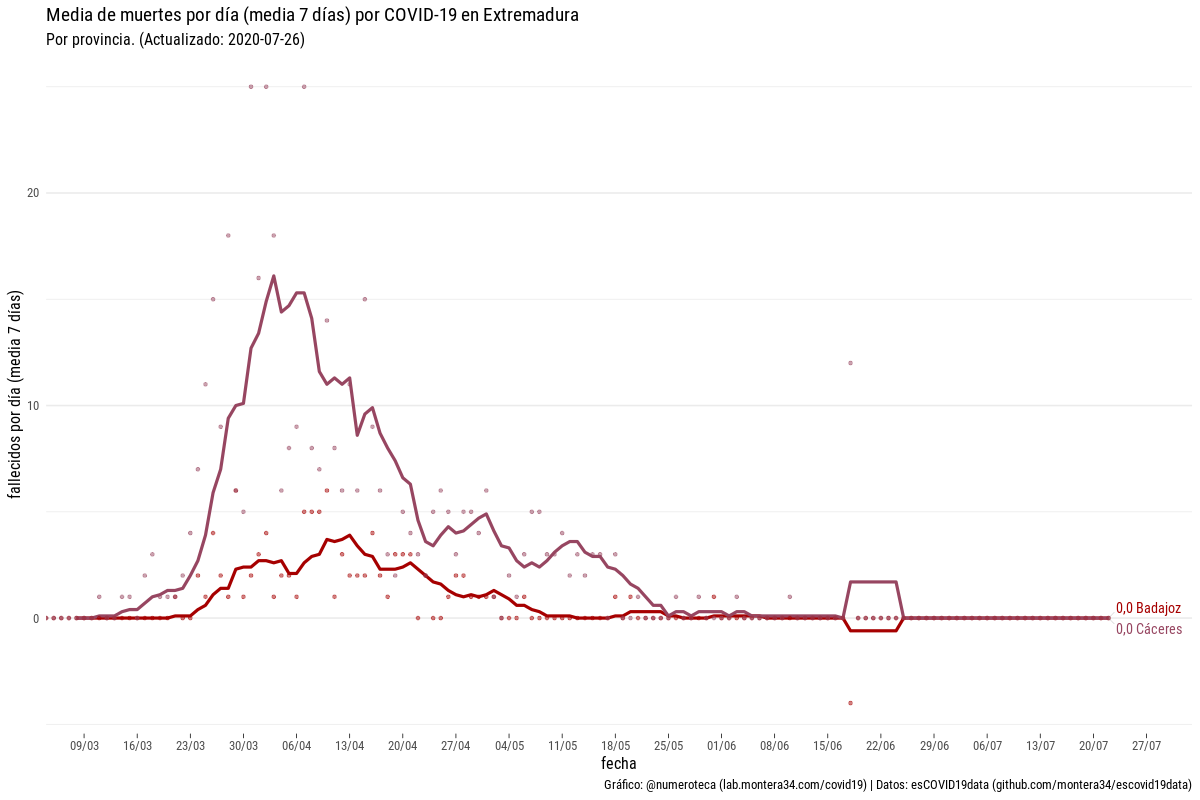 Media de muertes por día (media 7 días) por COVID-19 en Extremadura
Por provincia. (Actualizado: 2020-07-26)
fallecidos por día (media 7 días)
20
10
0
0,0 Badajoz
0,0 Cáceres
09/03 16/03 23/03 30/03 06/04 13/04 20/04 27/04 04/05 11/05 18/05 25/05 01/06 08/06 15/06 22/06 29/06 06/07 13/07 20/07 27/07
fecha
Gráfico: @numeroteca (lab.montera34.com/covid19) | Datos: esCOVID19data (github.com/montera34/escovid19data)